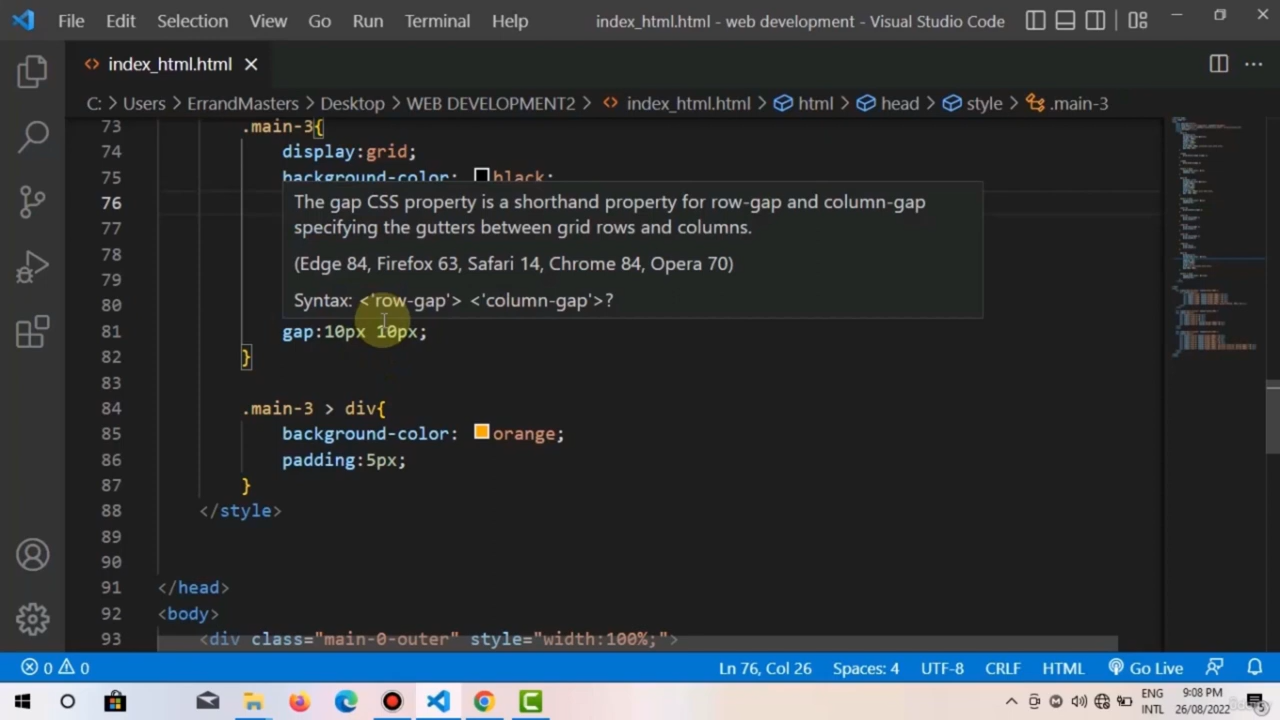 File Edit Selection View Go Run Terminal Help index_html.html - web development - Visual Studio Code
index_html.html
C: > Users > ErrandMasters > Desktop > WEB DEVELOPMENT2 > index_html.html > html > head > style > .main-3
73 .main-3{
74 display:grid;
75 background-color: black;
76
The gap CSS property is a shorthand property for row-gap and column-gap
77
specifying the gutters between grid rows and columns.
78
(Edge 84, Firefox 63, Safari 14, Chrome 84, Opera 70)
79
80
Syntax: <'row-gap'> <'column-gap'>?
81 gap:10px 10px;
82 }
83
84 .main-3 > div{
85 background-color: orange;
86 padding:5px;
87 }
88 </style>
89
90
91 </head>
92 <body>
93 <div class="main-0-outer" style="width:100%;">
0 0 Ln 76, Col 26 Spaces: 4 UTF-8 CRLF HTML Go Live
ENG 9:08 PM
INTL 26/08/2022